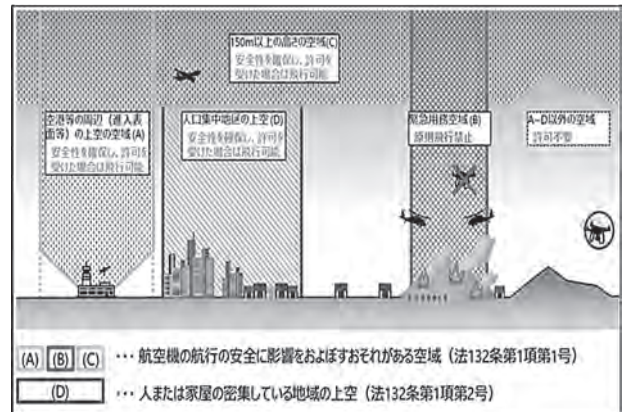 150m以上の高さの空域(C)
安全性を確保し、許可を
受けた場合は飛行可能
空港等の周辺（進入表
面等）の上空の空域(A)
安全性を確保し、許可を
受けた場合は飛行可能
人口集中地区の上空(D)
安全性を確保し、許可を
受けた場合は飛行可能
緊急用務空域(B)
原則飛行禁止
A~D以外の空域
許可不要
(A) (B) (C) ･･･ 航空機の航行の安全に影響をおよぼすおそれがある空域（法132条第1項第1号）
(D) ･･･ 人または家屋の密集している地域の上空（法132条第1項第2号）